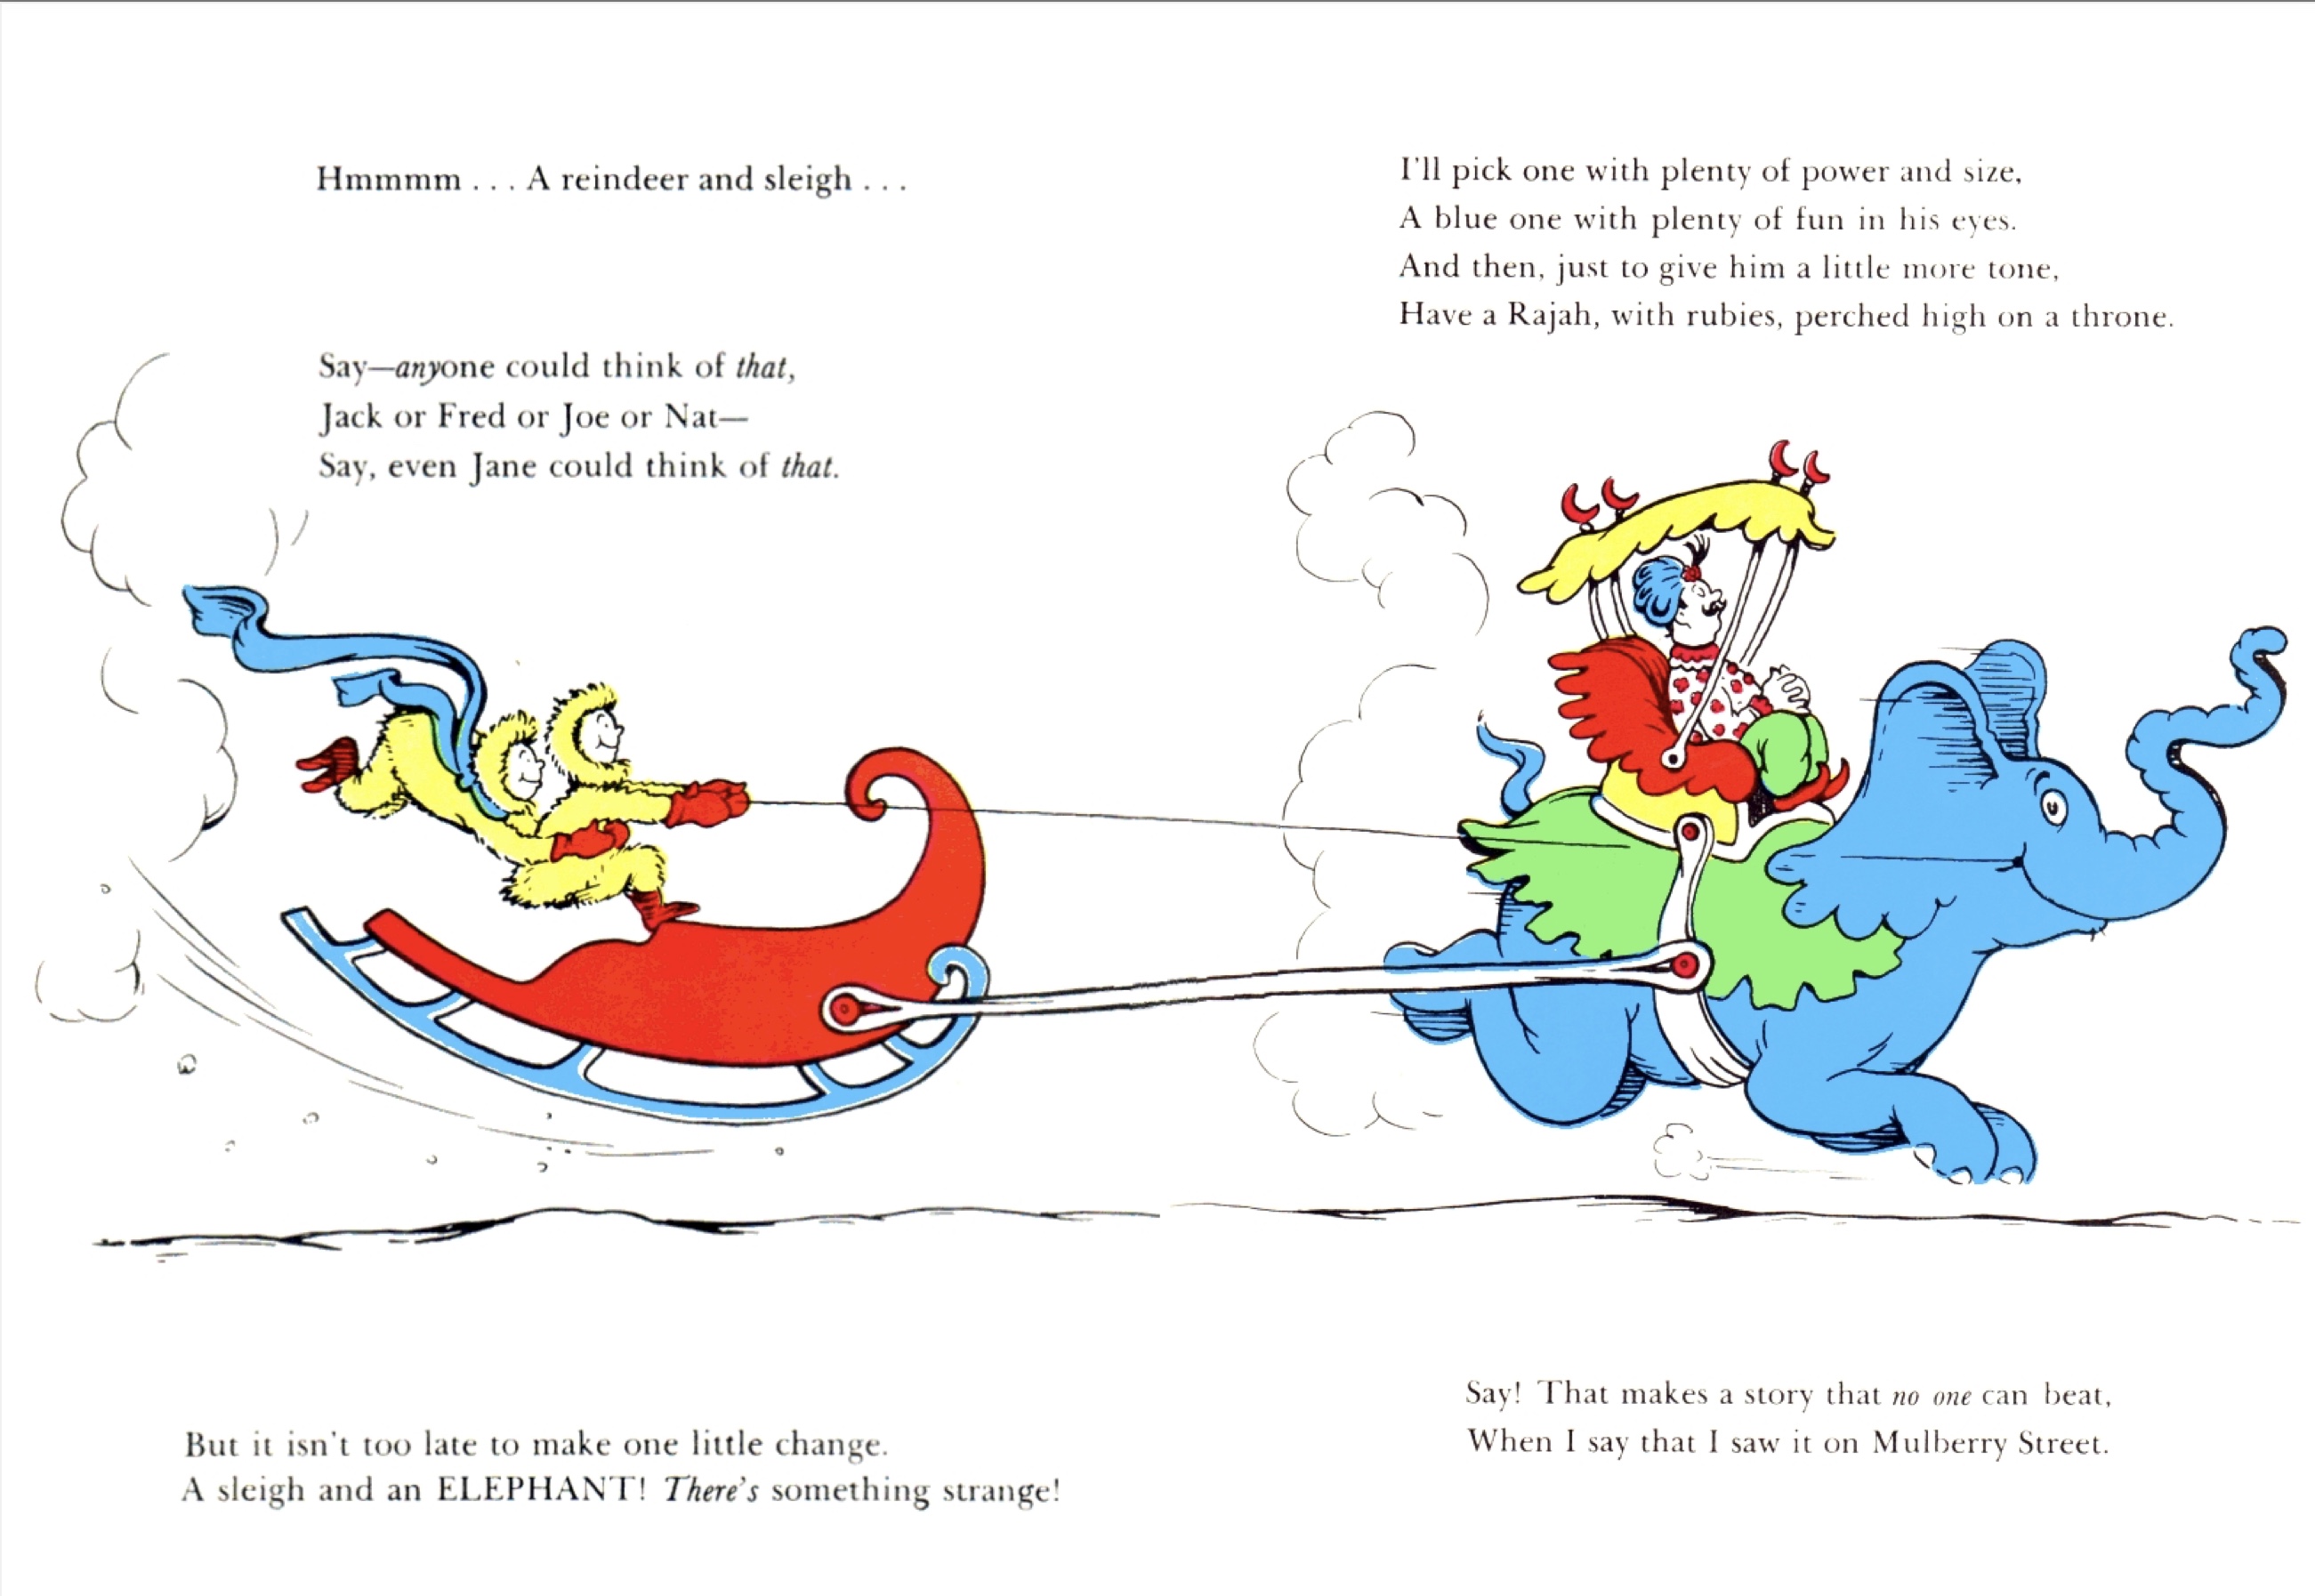 Hmmmm . . . A reindeer and sleigh . . .
Say—anyone could think of that,
Jack or Fred or Joe or Nat—
Say, even Jane could think of that.
But it isn't too late to make one little change.
A sleigh and an ELEPHANT! There's something strange!
I'll pick one with plenty of power and size,
A blue one with plenty of fun in his eyes.
And then, just to give him a little more tone,
Have a Rajah, with rubies, perched high on a throne.
Say! That makes a story that no one can beat,
When I say that I saw it on Mulberry Street.